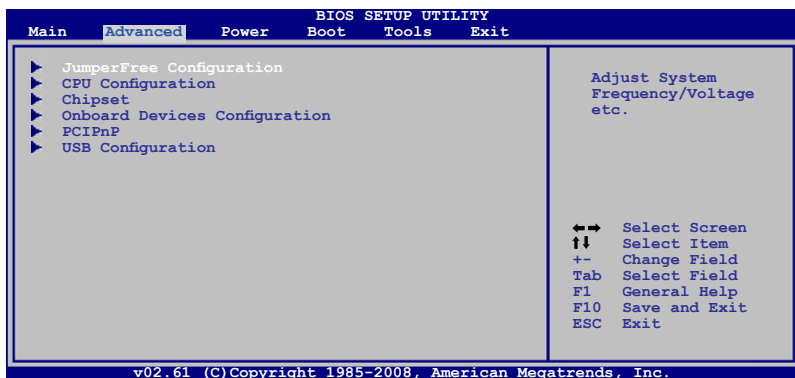 BIOS SETUP UTILITY
Main Advanced Power Boot Tools Exit
JumperFree Configuration
CPU Configuration
Chipset
Onboard Devices Configuration
PCIPnP
USB Configuration
Adjust System
Frequency/Voltage
etc.
←→ Select Screen
↑↓ Select Item
+- Change Field
Tab Select Field
F1 General Help
F10 Save and Exit
ESC Exit
v02.61 (C)Copyright 1985-2008, American Megatrends, Inc.